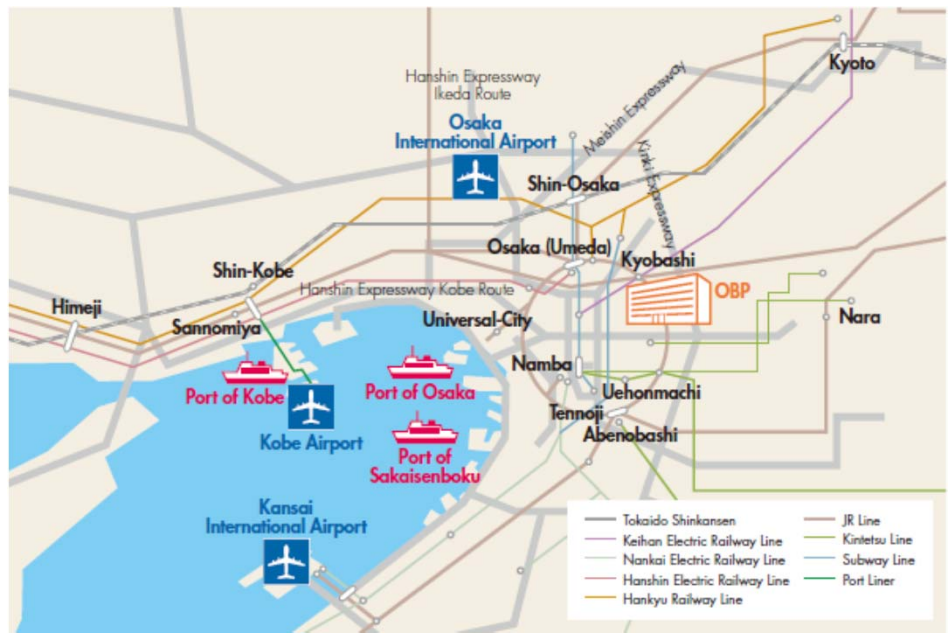 Hanshin Expressway
Ikeda Route
Osaka
International Airport
Meishin Expressway
Kinki Expressway
Kyoto
Shin-Osaka
Osaka (Umeda)
Kyobashi
OBP
Shin-Kobe
Hanshin Expressway Kobe Route
Himeji
Sannomiya
Universal-City
Nara
Port of Kobe
Port of Osaka
Namba
Uehonmachi
Tennoji
Abenobashi
Kobe Airport
Port of
Sakaisenboku
Kansai
International Airport
Tokaido Shinkansen
Keihan Electric Railway Line
Nankai Electric Railway Line
Hanshin Electric Railway Line
Hankyu Railway Line
JR Line
Kintetsu Line
Subway Line
Port Liner